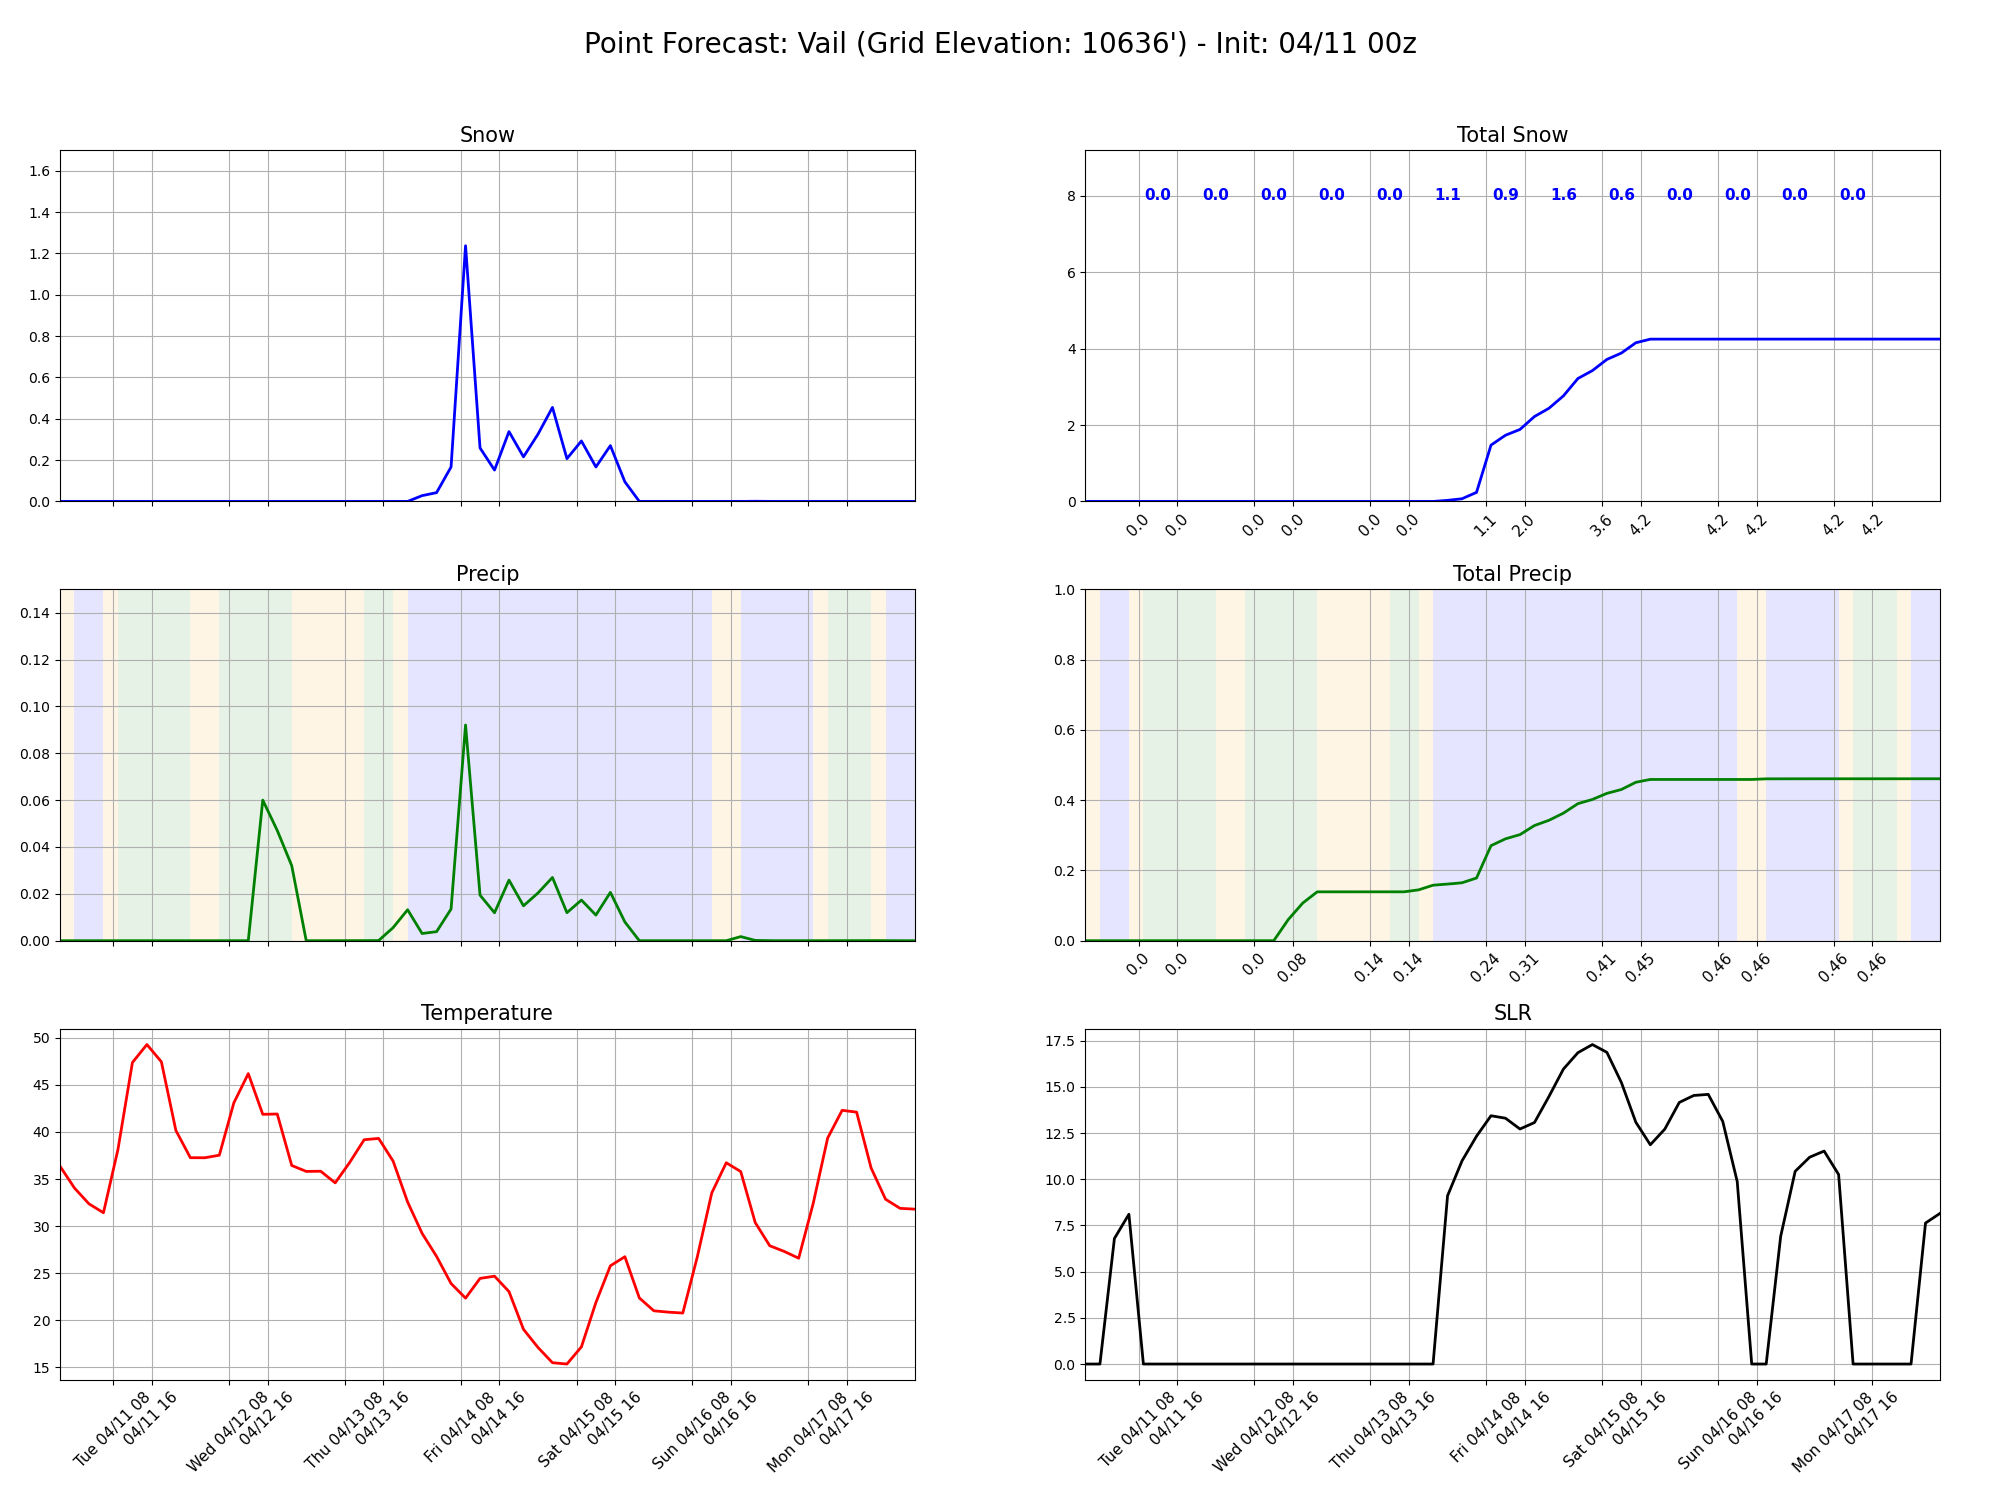 Point Forecast: Vail (Grid Elevation: 10636') - Init: 04/11 00z
Snow
1.6
1.4
1.2
1.0
0.8
0.6
0.4
0.2
0.0
Total Snow
8
6
4
2
0
0.0 0.0 0.0 0.0 0.0 1.1 0.9 1.6 0.6 0.0 0.0 0.0 0.0
0.0 0.0 0.0 0.0 0.0 0.0 1.1 2.0 3.6 4.2 4.2 4.2 4.2 4.2
Precip
0.14
0.12
0.10
0.08
0.06
0.04
0.02
0.00
Total Precip
1.0
0.8
0.6
0.4
0.2
0.0
0.0 0.0 0.0 0.08 0.14 0.14 0.24 0.31 0.41 0.45 0.46 0.46 0.46 0.46
Temperature
50
45
40
35
30
25
20
15
Tue 04/11 08
04/11 16
Wed 04/12 08
04/12 16
Thu 04/13 08
04/13 16
Fri 04/14 08
04/14 16
Sat 04/15 08
04/15 16
Sun 04/16 08
04/16 16
Mon 04/17 08
04/17 16
SLR
17.5
15.0
12.5
10.0
7.5
5.0
2.5
0.0
Tue 04/11 08
04/11 16
Wed 04/12 08
04/12 16
Thu 04/13 08
04/13 16
Fri 04/14 08
04/14 16
Sat 04/15 08
04/15 16
Sun 04/16 08
04/16 16
Mon 04/17 08
04/17 16